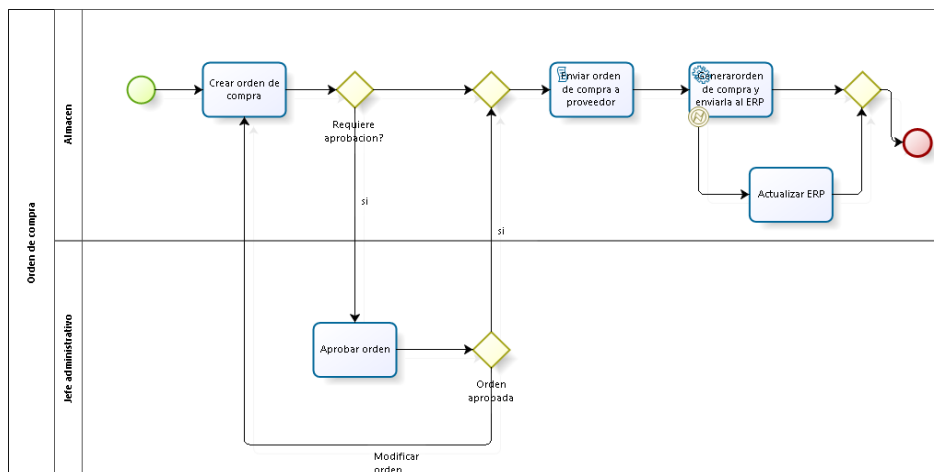 Orden de compra
Almacen
Jefe administrativo
Crear orden de
compra
Requiere
aprobacion?
si
Enviar orden
de compra a
proveedor
Generarorden
de compra y
enviarla al ERP
Actualizar ERP
si
Aprobar orden
Orden
aprobada
Modificar
orden